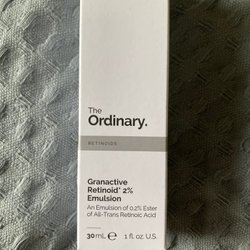 The
Ordinary.
RETINOIDS
Granactive
Retinoid* 2%
Emulsion
An Emulsion of 0.2% Ester
of All-Trans Retinoic Acid
30mL ℮ 1 fl. oz. U.S.